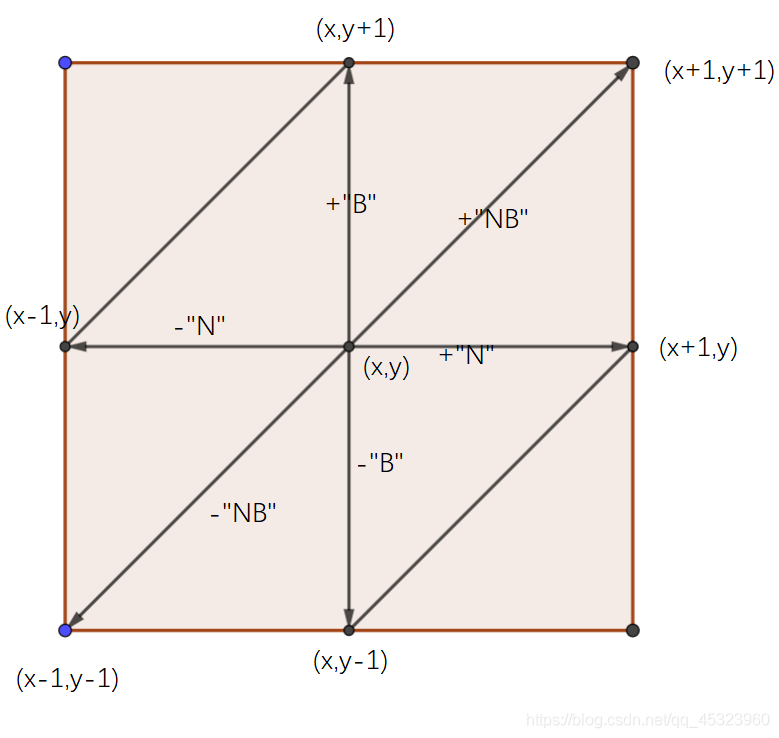 (x,y+1)
(x+1,y+1)
+"B"
+"NB"
(x-1,y)
-"N"
+"N"
(x+1,y)
(x,y)
-"B"
-"NB"
(x,y-1)
(x-1,y-1)
https://blog.csdn.net/qq_45323960